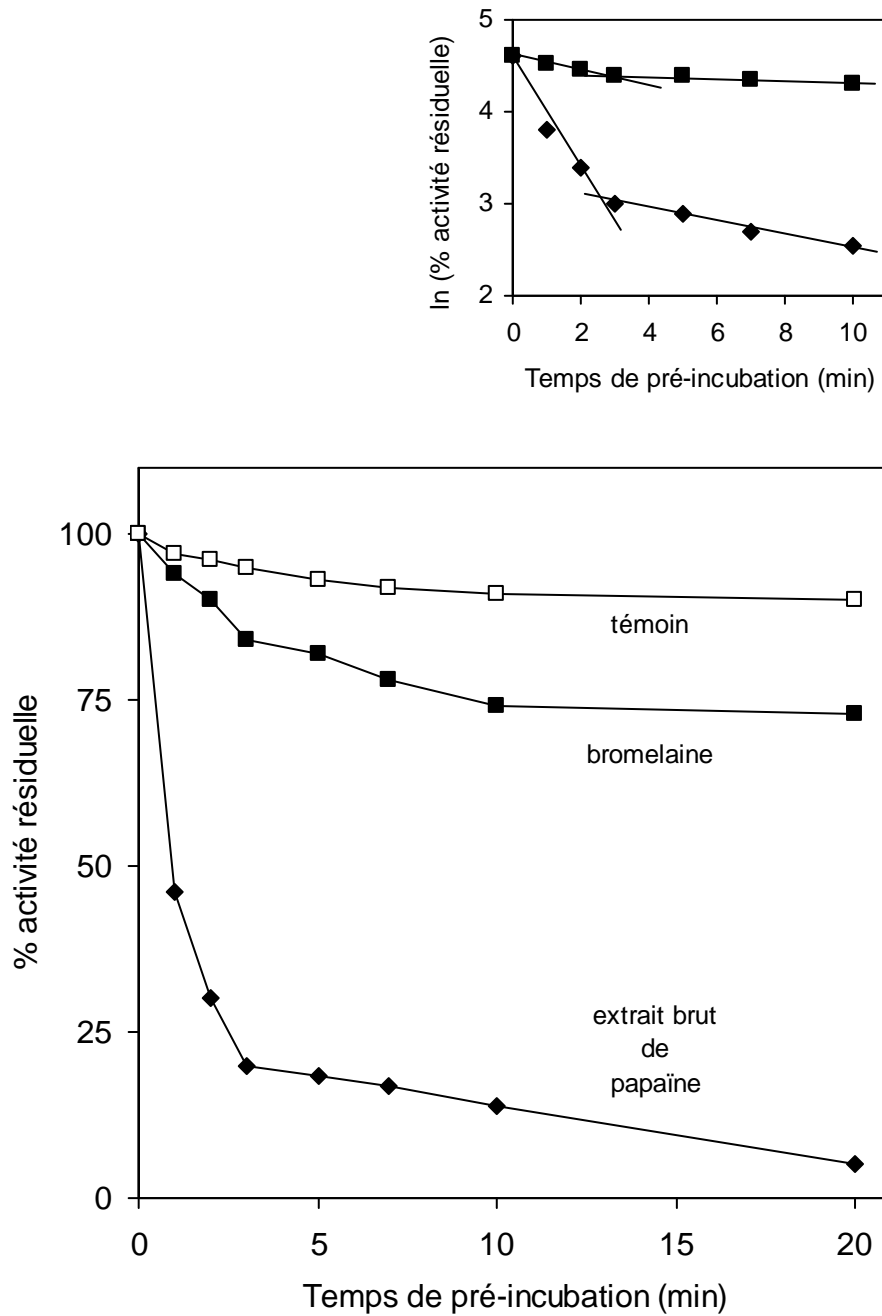 5
4
3
2
ln (% activité résiduelle)
0 2 4 6 8 10
Temps de pré-incubation (min)
100
75
50
25
0
% activité résiduelle
témoin
bromelaine
extrait brut
de
papaïne
0 5 10 15 20
Temps de pré-incubation (min)